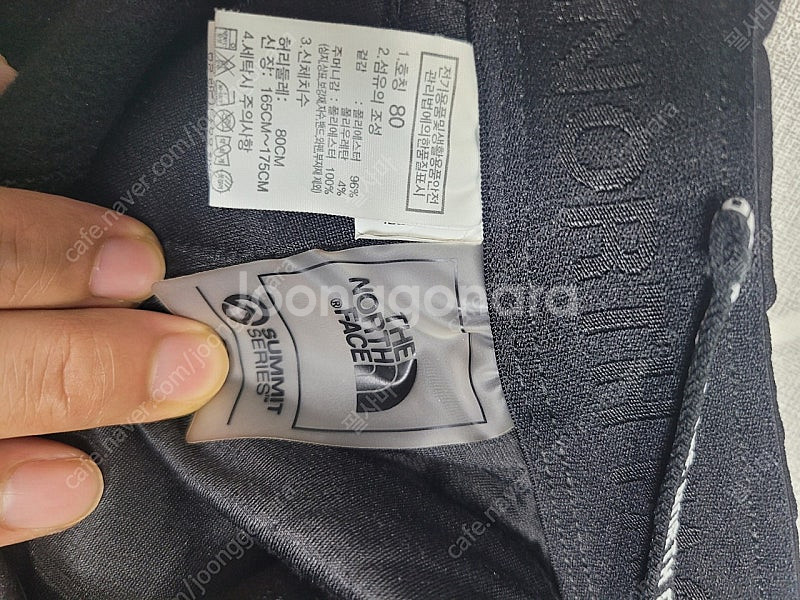 전기용품및생활용품안전
관리법에의한품질표시
1. 호칭 80
2. 섬유의 조성
겉감 : 폴리에스터 96%
폴리우레탄 4%
주머니감 : 폴리에스터 100%
3. 신체치수
허리둘레: 80CM
신 장: 165CM~175CM
4. 세탁시 주의사항
THE
NORTH
FACE®
SUMMIT
SERIES™
NORTH
Joonggonara
cafe.naver.com/joonggonara